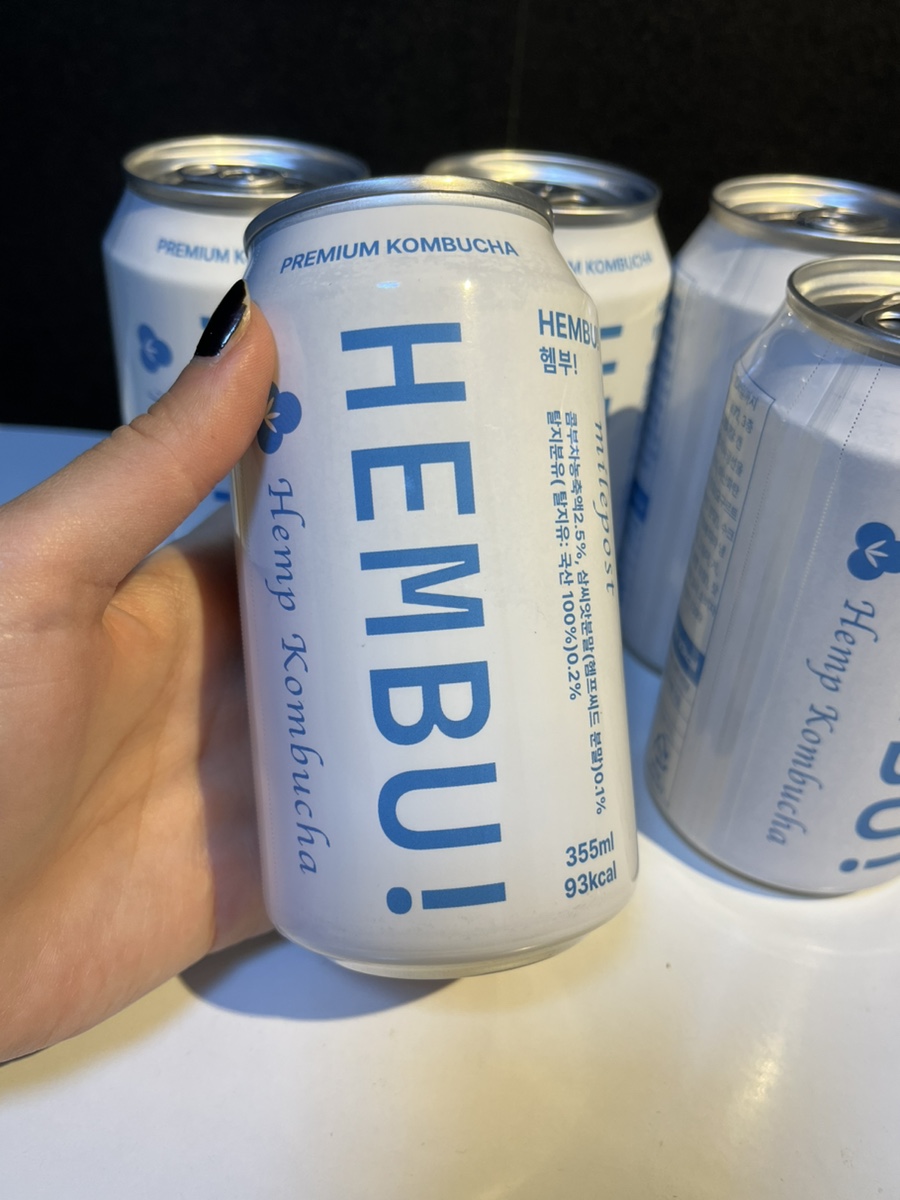 PREMIUM KOMBUCHA
HEMBU!
Hemp Kombucha
HEMBU
헴부!
milepost
콤부차농축액2.5%, 삼씨앗분말(헴프씨드 분말)0.1%
탈지분유( 탈지유: 국산 100%)0.2%
355ml
93kcal
PREMIUM K
M KOMBUCHA
Hemp Kombucha
BU!